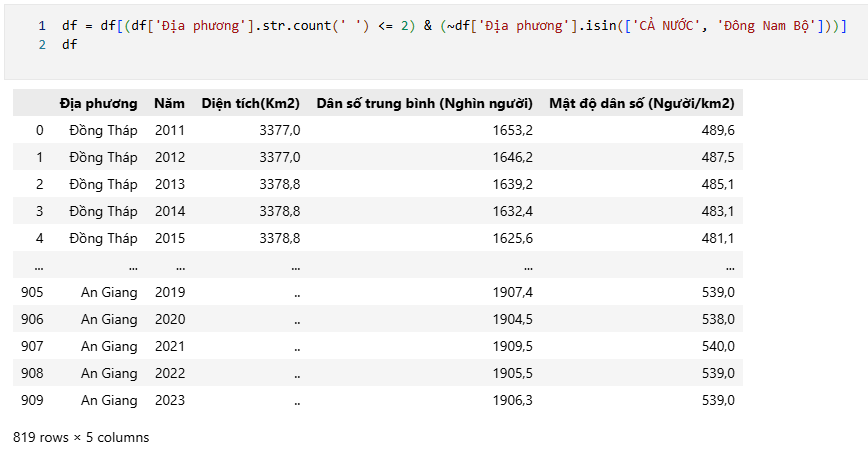 1 df = df[(df['Địa phương'].str.count(' ') <= 2) & (~df['Địa phương'].isin(['CẢ NƯỚC', 'Đông Nam Bộ']))]
2 df
Địa phương Năm Diện tích(Km2) Dân số trung bình (Nghìn người) Mật độ dân số (Người/km2)
0 Đồng Tháp 2011 3377,0 1653,2 489,6
1 Đồng Tháp 2012 3377,0 1646,2 487,5
2 Đồng Tháp 2013 3378,8 1639,2 485,1
3 Đồng Tháp 2014 3378,8 1632,4 483,1
4 Đồng Tháp 2015 3378,8 1625,6 481,1
... ... ... ... ... ...
905 An Giang 2019 .. 1907,4 539,0
906 An Giang 2020 .. 1904,5 538,0
907 An Giang 2021 .. 1909,5 540,0
908 An Giang 2022 .. 1905,5 539,0
909 An Giang 2023 .. 1906,3 539,0
819 rows × 5 columns